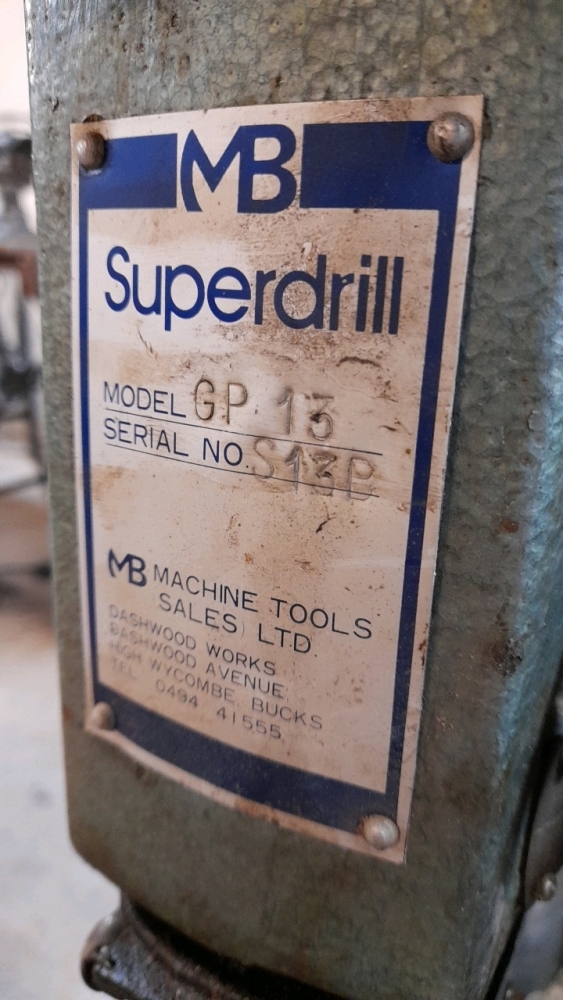 MB
Superdrill
MODEL GP 13
SERIAL NO. S13P
MB MACHINE TOOLS
SALES LTD.
DASHWOOD WORKS
DASHWOOD AVENUE
HIGH WYCOMBE BUCKS
TEL 0494 41555